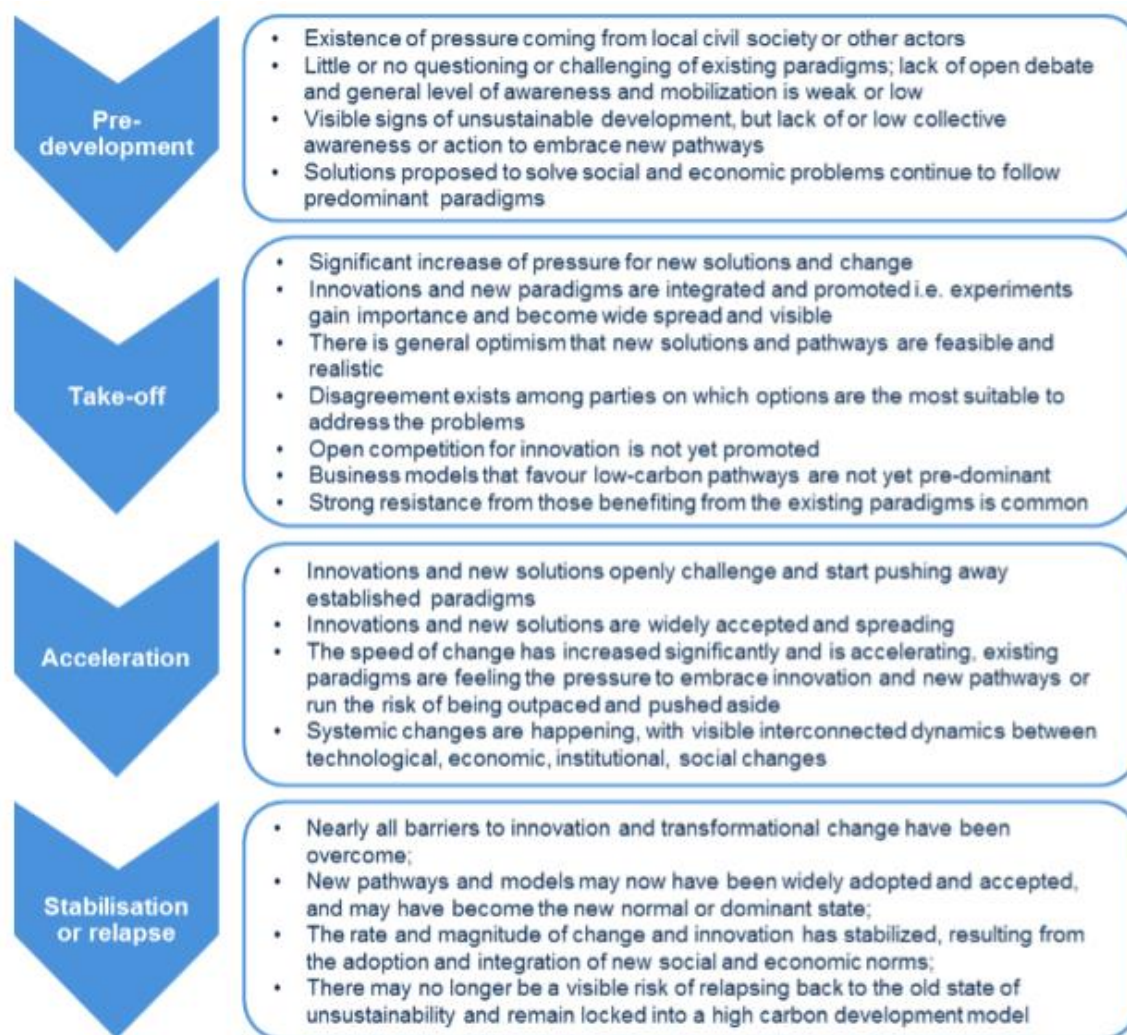 Pre-
development
• Existence of pressure coming from local civil society or other actors
• Little or no questioning or challenging of existing paradigms; lack of open debate
and general level of awareness and mobilization is weak or low
• Visible signs of unsustainable development, but lack of or low collective
awareness or action to embrace new pathways
• Solutions proposed to solve social and economic problems continue to follow
predominant paradigms
Take-off
• Significant increase of pressure for new solutions and change
• Innovations and new paradigms are integrated and promoted i.e. experiments
gain importance and become wide spread and visible
• There is general optimism that new solutions and pathways are feasible and
realistic
• Disagreement exists among parties on which options are the most suitable to
address the problems
• Open competition for innovation is not yet promoted
• Business models that favour low-carbon pathways are not yet pre-dominant
• Strong resistance from those benefiting from the existing paradigms is common
Acceleration
• Innovations and new solutions openly challenge and start pushing away
established paradigms
• Innovations and new solutions are widely accepted and spreading
• The speed of change has increased significantly and is accelerating, existing
paradigms are feeling the pressure to embrace innovation and new pathways or
run the risk of being outpaced and pushed aside
• Systemic changes are happening, with visible interconnected dynamics between
technological, economic, institutional, social changes
Stabilisation
or relapse
• Nearly all barriers to innovation and transformational change have been
overcome;
• New pathways and models may now have been widely adopted and accepted,
and may have become the new normal or dominant state;
• The rate and magnitude of change and innovation has stabilized, resulting from
the adoption and integration of new social and economic norms;
• There may no longer be a visible risk of relapsing back to the old state of
unsustainability and remain locked into a high carbon development model